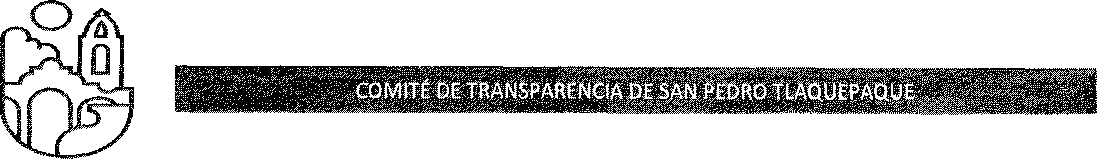 COMITÉ DE TRANSPARENCIA DE SAN PEDRO TLAQUEPAQUE